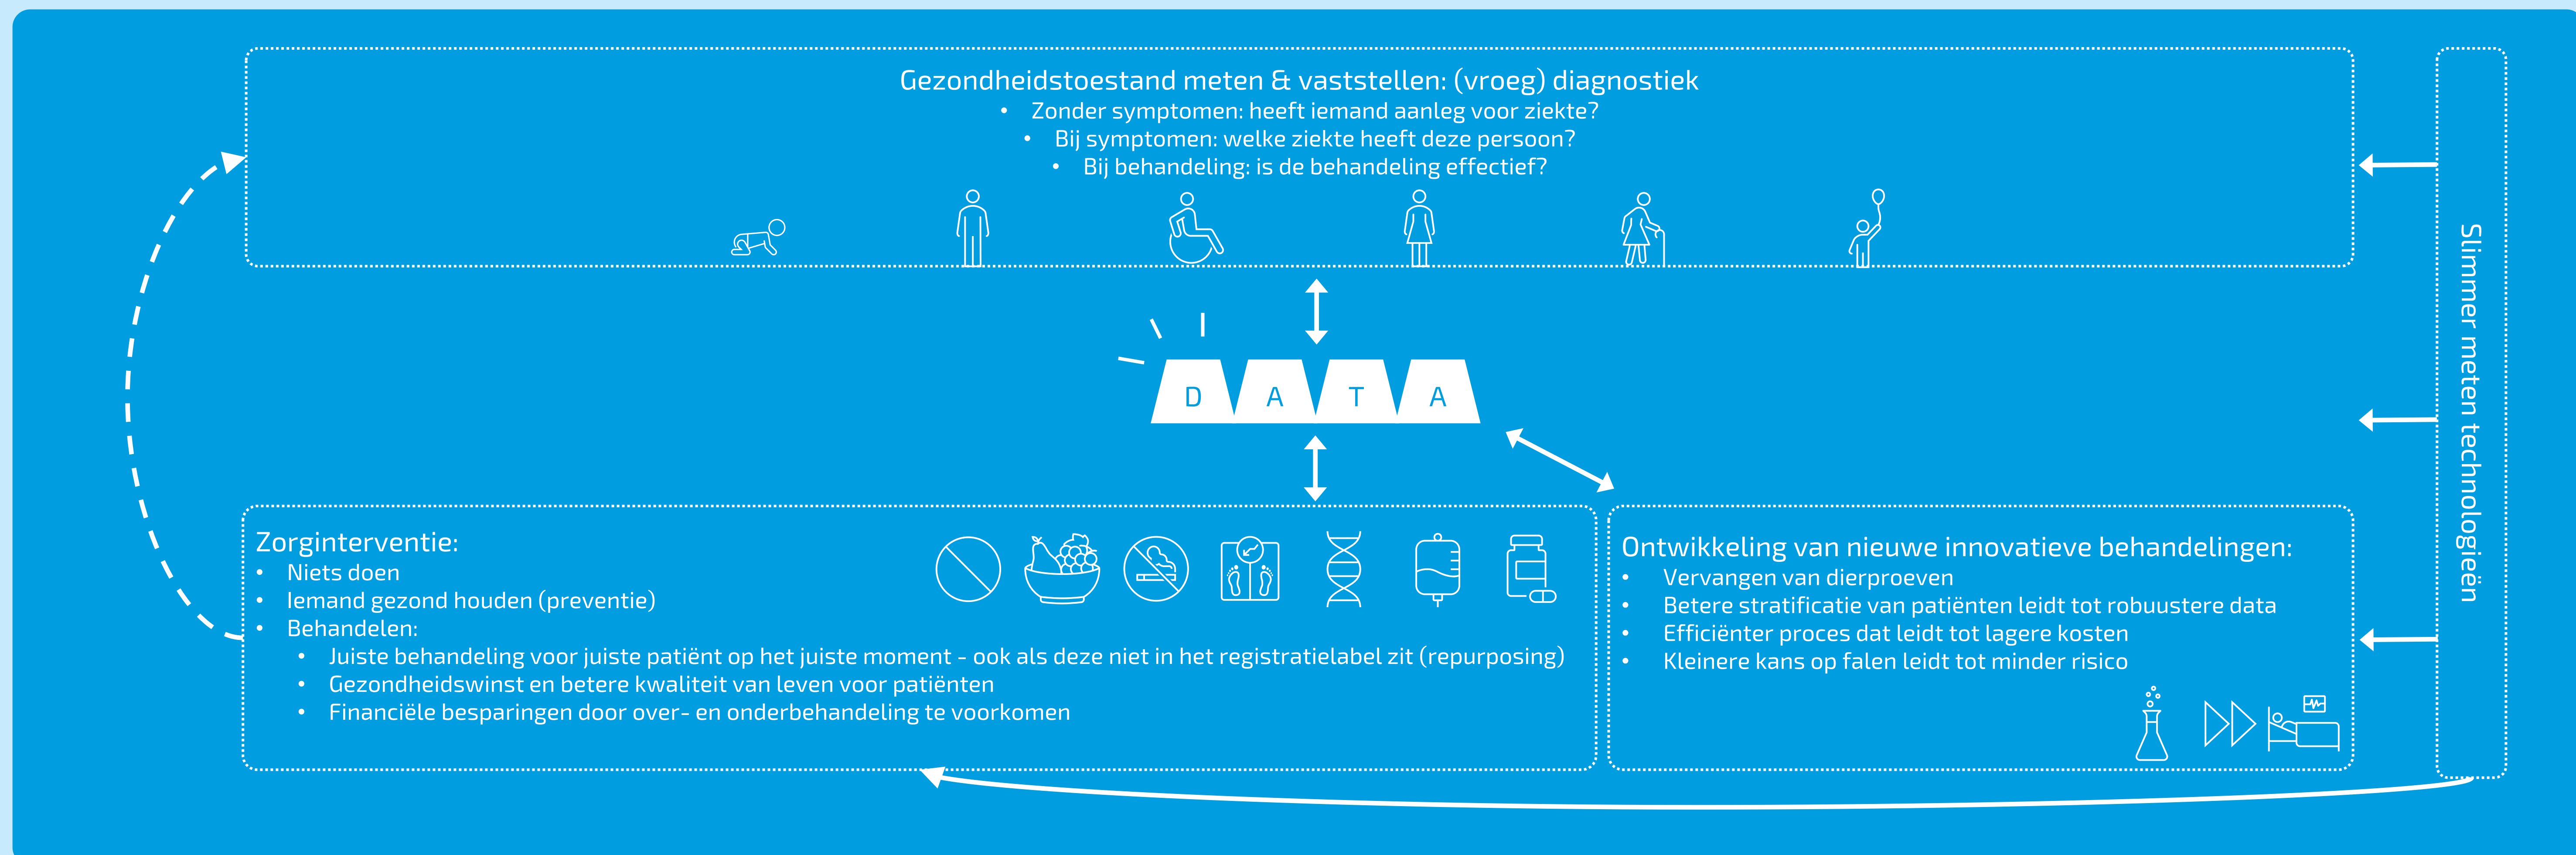 Gezondheidstoestand meten & vaststellen: (vroeg) diagnostiek
• Zonder symptomen: heeft iemand aanleg voor ziekte?
• Bij symptomen: welke ziekte heeft deze persoon?
• Bij behandeling: is de behandeling effectief?
D A T A
Zorginterventie:
• Niets doen
• Iemand gezond houden (preventie)
• Behandelen:
• Juiste behandeling voor juiste patiënt op het juiste moment - ook als deze niet in het registratielabel zit (repurposing)
• Gezondheidswinst en betere kwaliteit van leven voor patiënten
• Financiële besparingen door over- en onderbehandeling te voorkomen
Ontwikkeling van nieuwe innovatieve behandelingen:
• Vervangen van dierproeven
• Betere stratificatie van patiënten leidt tot robuustere data
• Efficiënter proces dat leidt tot lagere kosten
• Kleinere kans op falen leidt tot minder risico
Slimmer meten technologieën